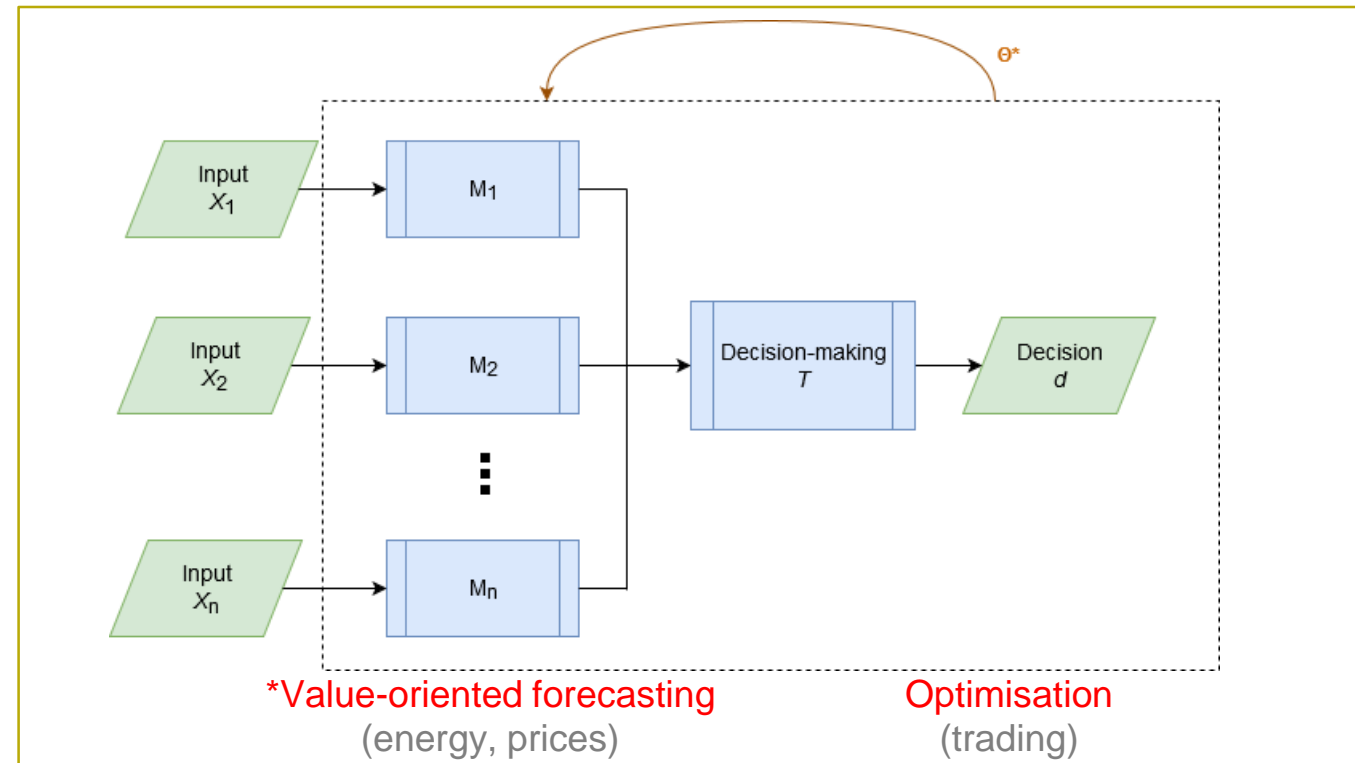 Θ*
Input
X1
M1
Input
X2
M2
Decision-making
T
Decision
d
Input
Xn
Mn
*Value-oriented forecasting
(energy, prices)
Optimisation
(trading)